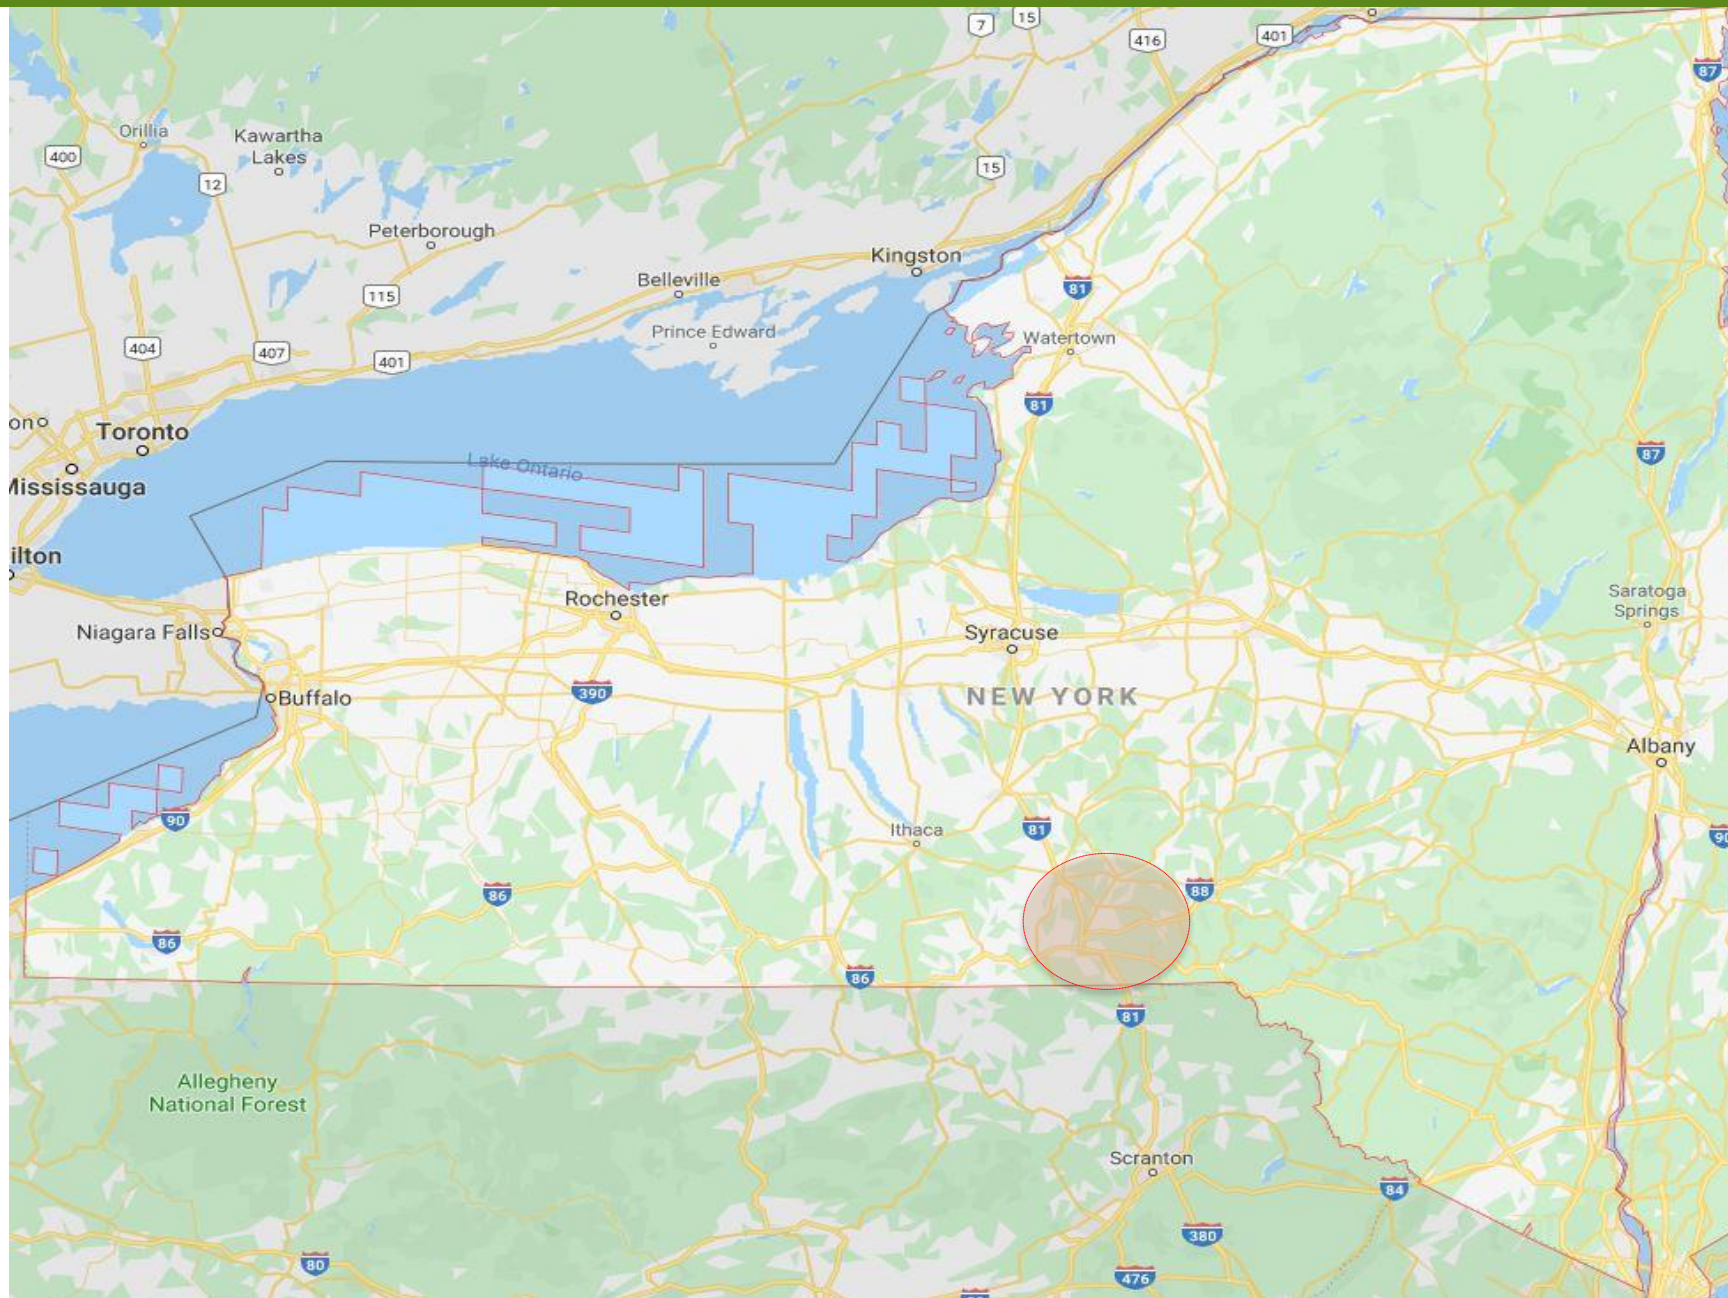 7
15
416
401
87
Orillia
Kawartha
Lakes
400
12
15
Peterborough
Kingston
Belleville
81
115
Prince Edward
Watertown
404
407
401
81
on
Toronto
87
Lake Ontario
Mississauga
ilton
Rochester
Saratoga
Springs
Niagara Falls
Syracuse
390
NEW YORK
Buffalo
Albany
90
Ithaca
81
90
86
88
86
86
81
Allegheny
National Forest
Scranton
84
380
80
476